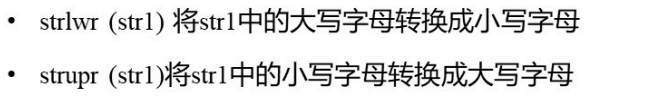 • strlwr (str1) 将str1中的大写字母转换成小写字母
• strupr (str1)将str1中的小写字母转换成大写字母